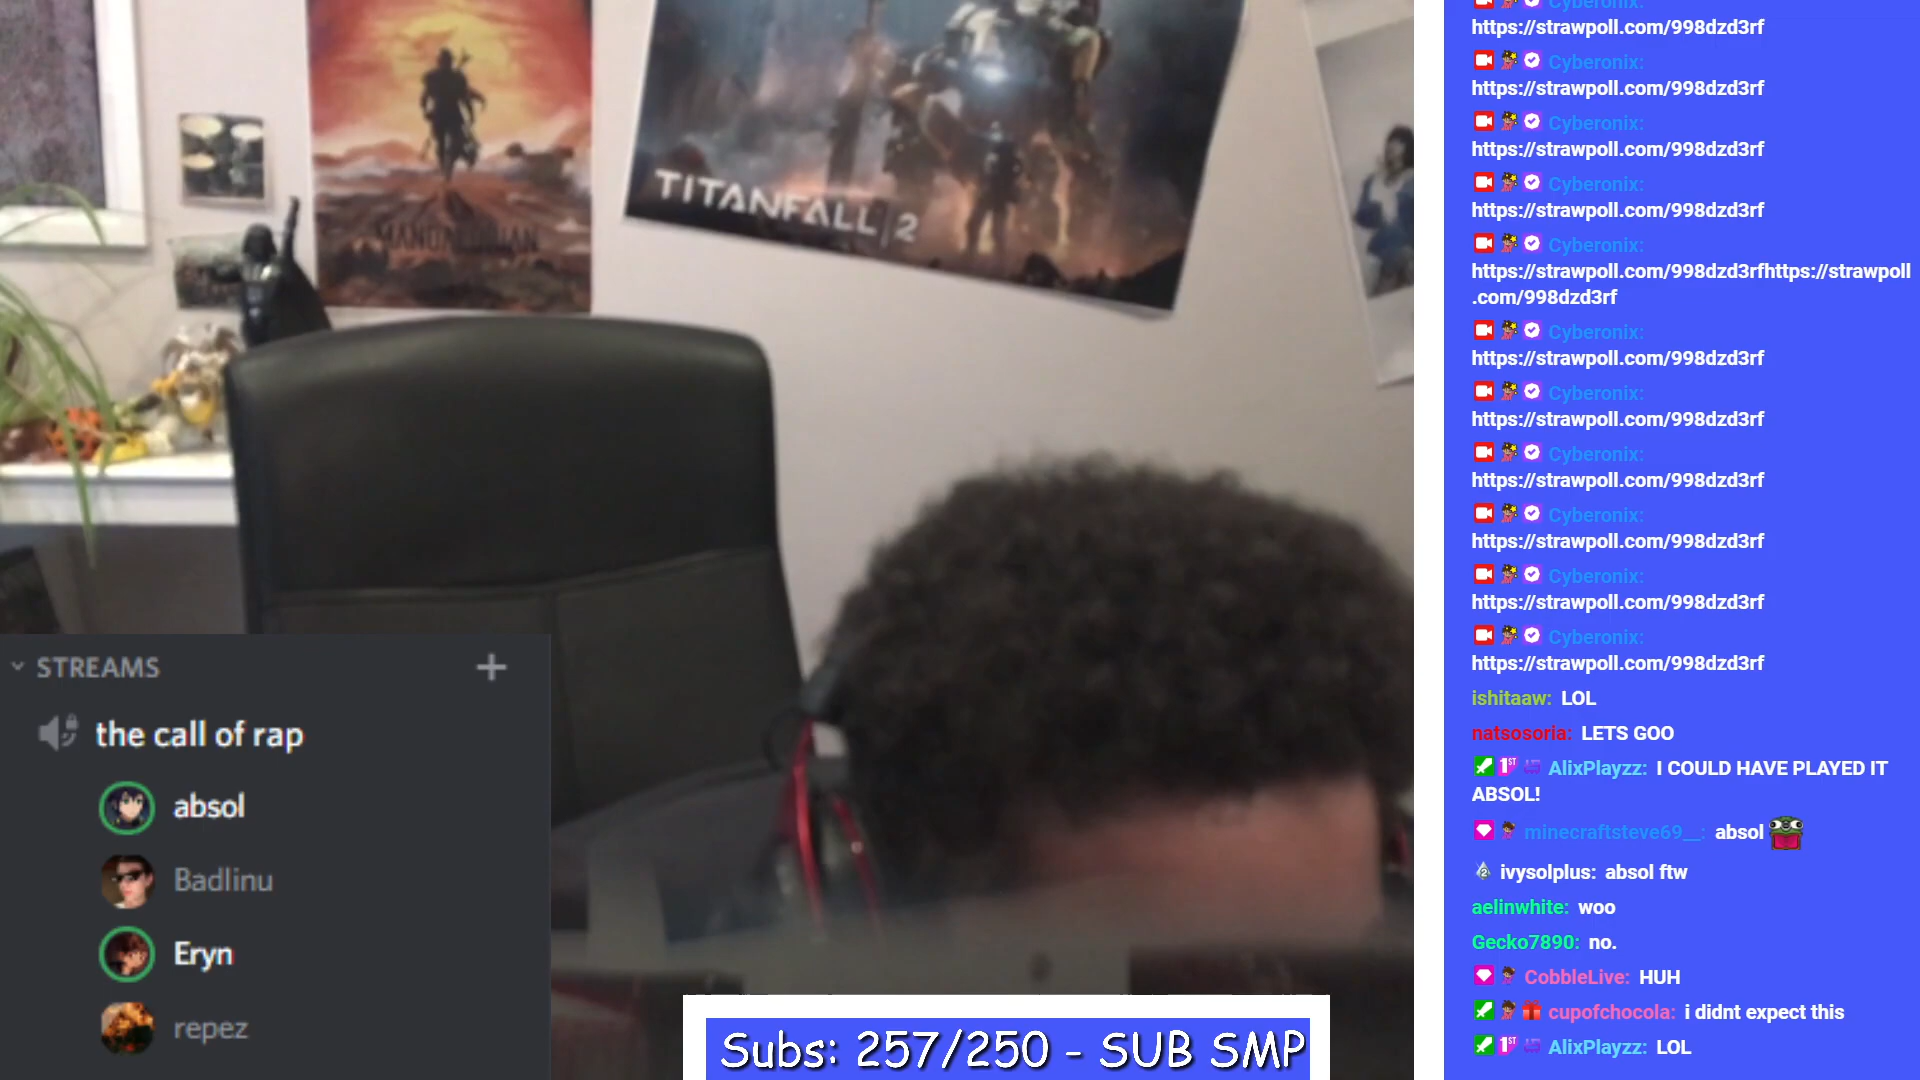 MANDALORIAN
TITANFALL 2
STREAMS
the call of rap
absol
Badlinu
Eryn
repez
Subs: 257/250 - SUB SMP
Cyberonix:
https://strawpoll.com/998dzd3rf
Cyberonix:
https://strawpoll.com/998dzd3rf
Cyberonix:
https://strawpoll.com/998dzd3rf
Cyberonix:
https://strawpoll.com/998dzd3rf
Cyberonix:
https://strawpoll.com/998dzd3rfhttps://strawpoll
.com/998dzd3rf
Cyberonix:
https://strawpoll.com/998dzd3rf
Cyberonix:
https://strawpoll.com/998dzd3rf
Cyberonix:
https://strawpoll.com/998dzd3rf
Cyberonix:
https://strawpoll.com/998dzd3rf
Cyberonix:
https://strawpoll.com/998dzd3rf
Cyberonix:
https://strawpoll.com/998dzd3rf
ishitaaw: LOL
natsosoria: LETS GOO
1ST AlixPlayzz: I COULD HAVE PLAYED IT
ABSOL!
minecraftsteve69__: absol
2 ivysolplus: absol ftw
aelinwhite: woo
Gecko7890: no.
CobbleLive: HUH
cupofchocola: i didnt expect this
1ST AlixPlayzz: LOL